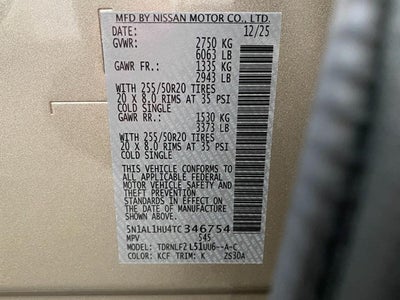 MFD BY NISSAN MOTOR CO., LTD.
DATE: 12/25
GVWR: 2750 KG
6063 LB
GAWR FR.: 1335 KG
2943 LB
WITH 255/50R20 TIRES
20 X 8.0 RIMS AT 35 PSI
COLD SINGLE
GAWR RR.: 1530 KG
3373 LB
WITH 255/50R20 TIRES
20 X 8.0 RIMS AT 35 PSI
COLD SINGLE
THIS VEHICLE CONFORMS TO
ALL APPLICABLE FEDERAL
MOTOR VEHICLE SAFETY
AND THEFT PREVENTION
STANDARDS IN EFFECT ON
THE DATE OF MANUFACTURE
SHOWN ABOVE.
5N1AL1HU4TC346754
MPV 545
MODEL: TDRNLF2L51UU6--A-C
COLOR: KCF TRIM: K 2S30A